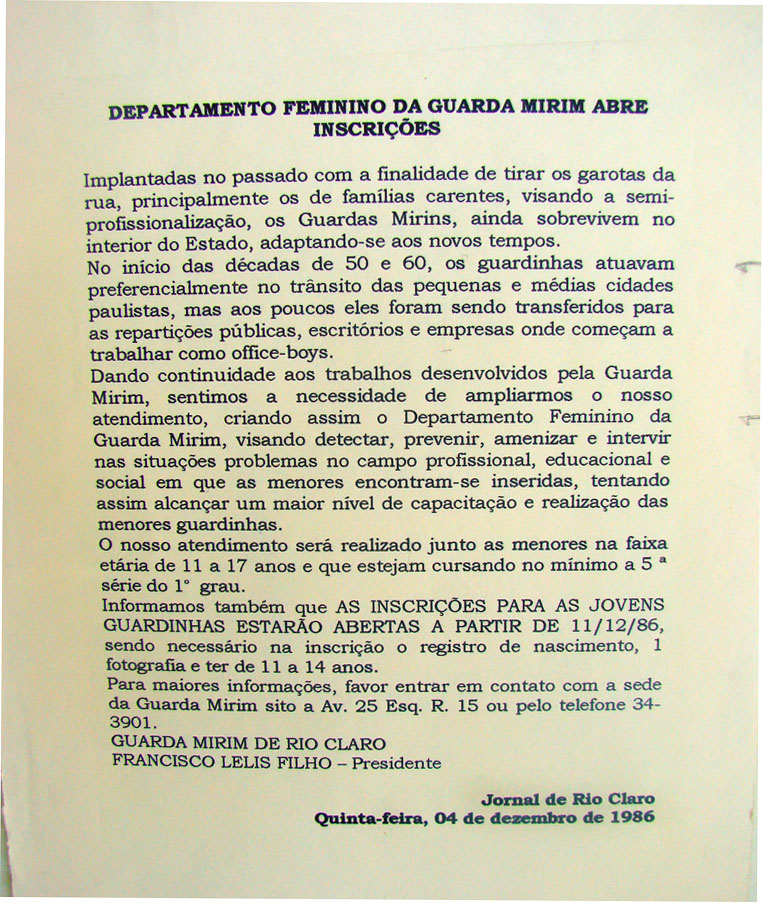 DEPARTAMENTO FEMININO DA GUARDA MIRIM ABRE
INSCRIÇÕES
Implantadas no passado com a finalidade de tirar os garotas da
rua, principalmente os de famílias carentes, visando a semi-
profissionalização, os Guardas Mirins, ainda sobrevivem no
interior do Estado, adaptando-se aos novos tempos.
No início das décadas de 50 e 60, os guardinhas atuavam
preferencialmente no trânsito das pequenas e médias cidades
paulistas, mas aos poucos eles foram sendo transferidos para
as repartições públicas, escritórios e empresas onde começam a
trabalhar como office-boys.
Dando continuidade aos trabalhos desenvolvidos pela Guarda
Mirim, sentimos a necessidade de ampliarmos o nosso
atendimento, criando assim o Departamento Feminino da
Guarda Mirim, visando detectar, prevenir, amenizar e intervir
nas situações problemas no campo profissional, educacional e
social em que as menores encontram-se inseridas, tentando
assim alcançar um maior nível de capacitação e realização das
menores guardinhas.
O nosso atendimento será realizado junto as menores na faixa
etária de 11 a 17 anos e que estejam cursando no mínimo a 5 ª
série do 1° grau.
Informamos também que AS INSCRIÇÕES PARA AS JOVENS
GUARDINHAS ESTARÃO ABERTAS A PARTIR DE 11/12/86,
sendo necessário na inscrição o registro de nascimento, 1
fotografia e ter de 11 a 14 anos.
Para maiores informações, favor entrar em contato com a sede
da Guarda Mirim sito a Av. 25 Esq. R. 15 ou pelo telefone 34-
3901.
GUARDA MIRIM DE RIO CLARO
FRANCISCO LELIS FILHO – Presidente
Jornal de Rio Claro
Quinta-feira, 04 de dezembro de 1986